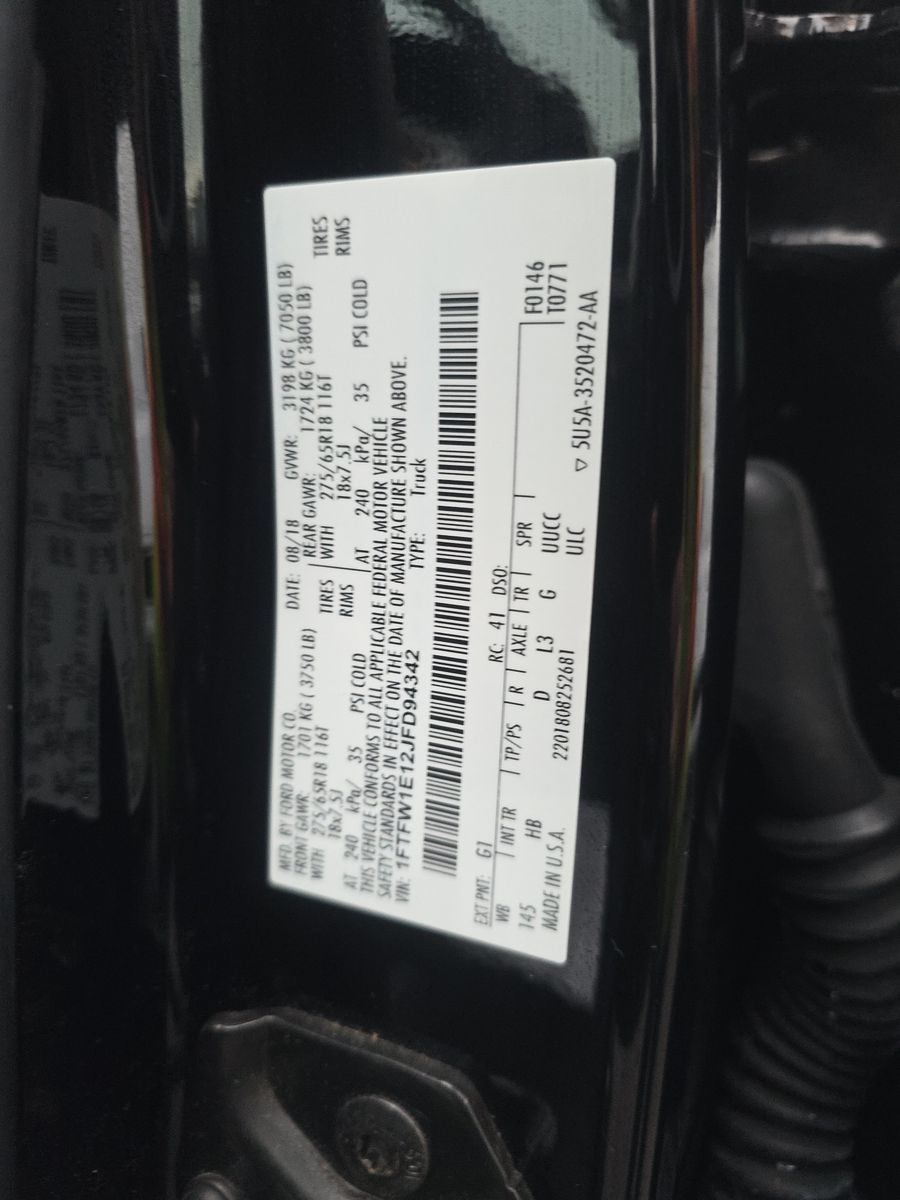 MFD. BY FORD MOTOR CO. DATE: 08/18 GVWR: 3198 KG ( 7050 LB)
FRONT GAWR: 1701 KG ( 3750 LB) REAR GAWR: 1724 KG ( 3800 LB)
WITH 275/65R18 116T TIRES WITH 275/65R18 116T TIRES
18x7.5J RIMS 18x7.5J RIMS
AT 240 kPa/ 35 PSI COLD AT 240 kPa/ 35 PSI COLD
THIS VEHICLE CONFORMS TO ALL APPLICABLE FEDERAL MOTOR VEHICLE
SAFETY STANDARDS IN EFFECT ON THE DATE OF MANUFACTURE SHOWN ABOVE.
VIN: 1FTFW1E12JFD94342 TYPE: Truck
EXT PNT: G1 RC: 41 DSO:
WB INT TR TP/PS R AXLE TR SPR F0146
145 HB D L3 G UUCC T0771
MADE IN U.S.A. 2201808252681 ULC ▽ 5U5A-3520472-AA